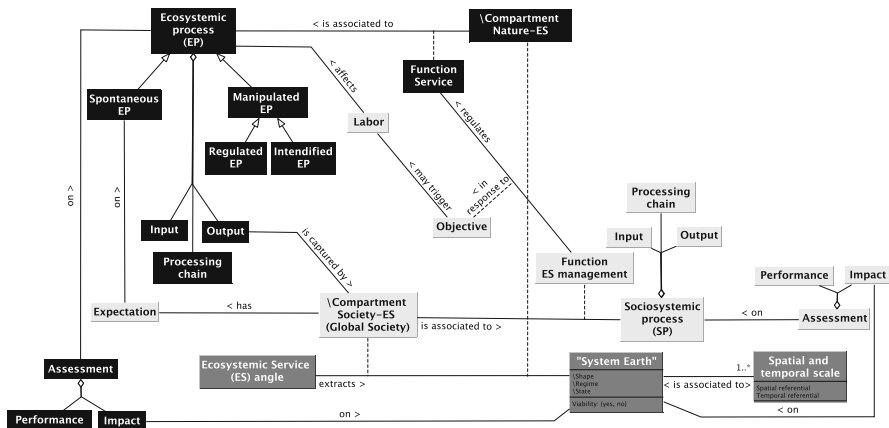 Ecosystemic
process
(EP)
< is associated to
\Compartment
Nature-ES
< affects
Function
Service
Spontaneous
EP
Manipulated
EP
Labor
< regulates
Regulated
EP
Intendified
EP
< may trigger
< in
response to
on >
on >
Processing
chain
Input
Output
Objective
Input
Output
Processing
chain
is captured by >
Function
ES management
Performance
Impact
Expectation
< has
\Compartment
Society-ES
(Global Society)
is associated to >
Sociosystemic
process
(SP)
< on
Assessment
Assessment
Ecosystemic Service
(ES) angle
extracts >
"System Earth"
\Shape
\Regime
\State
Viability: (yes, no)
1..*
< is associated to>
Spatial and
temporal scale
Spatial referential
Temporal referential
Performance
Impact
on >
< on